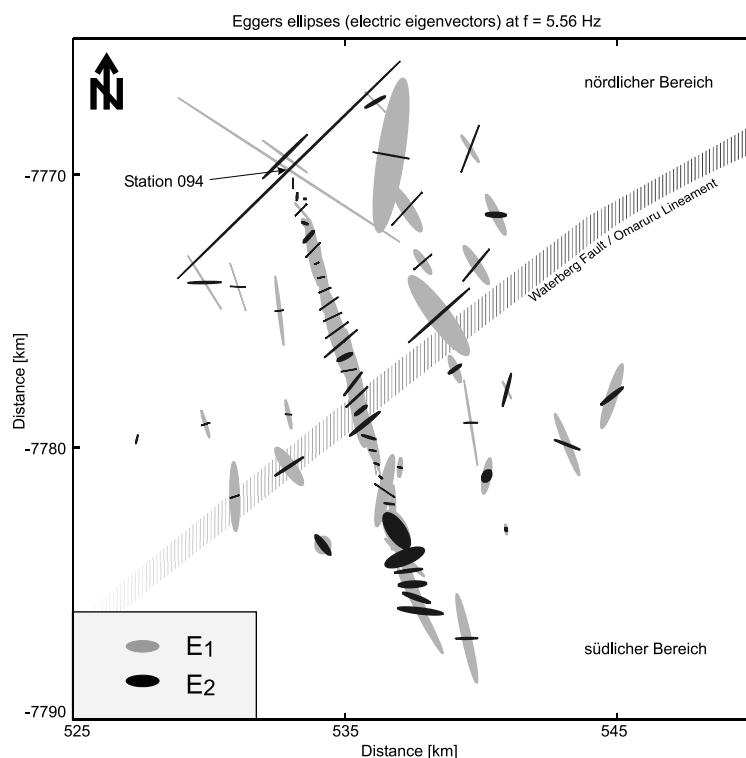 Eggers ellipses (electric eigenvectors) at f = 5.56 Hz
N
nördlicher Bereich
-7770
Station 094
Waterberg Fault / Omaruru Lineament
Distance [km]
-7780
E1
E2
südlicher Bereich
-7790
525
535
545
Distance [km]